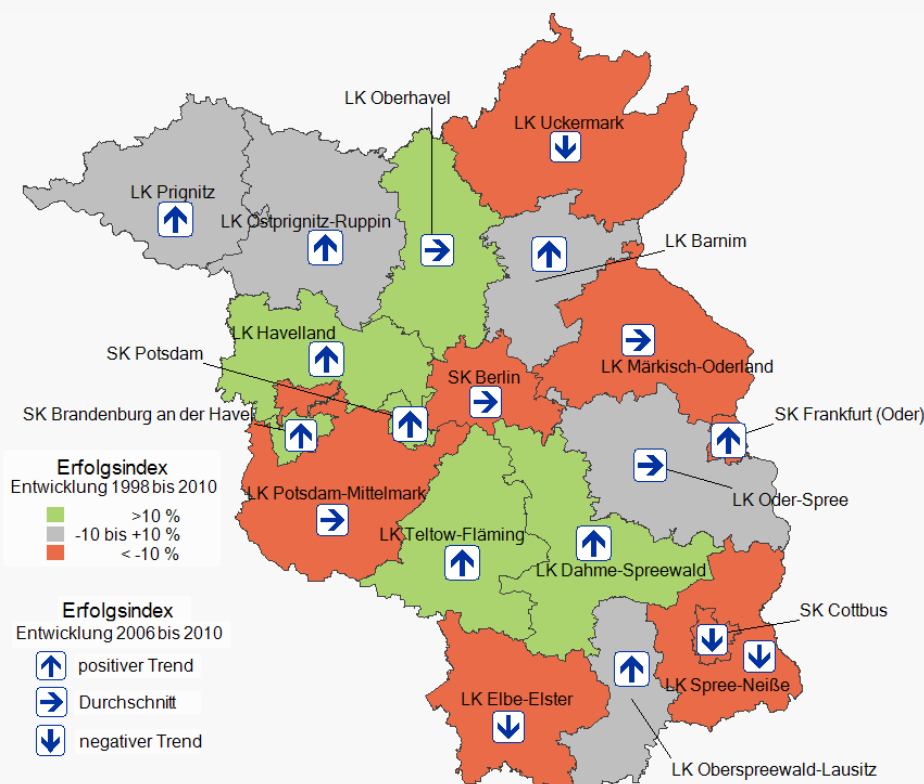 LK Oberhavel
LK Uckermark
LK Prignitz
LK Ostprignitz-Ruppin
LK Barnim
LK Havelland
SK Potsdam
SK Berlin
LK Märkisch-Oderland
SK Brandenburg an der Havel
SK Frankfurt (Oder)
Erfolgsindex
Entwicklung 1998 bis 2010
>10 %
-10 bis +10 %
< -10 %
LK Potsdam-Mittelmark
LK Oder-Spree
LK Teltow-Fläming
LK Dahme-Spreewald
Erfolgsindex
Entwicklung 2006 bis 2010
positiver Trend
Durchschnitt
negativer Trend
SK Cottbus
LK Spree-Neiße
LK Elbe-Elster
LK Oberspreewald-Lausitz